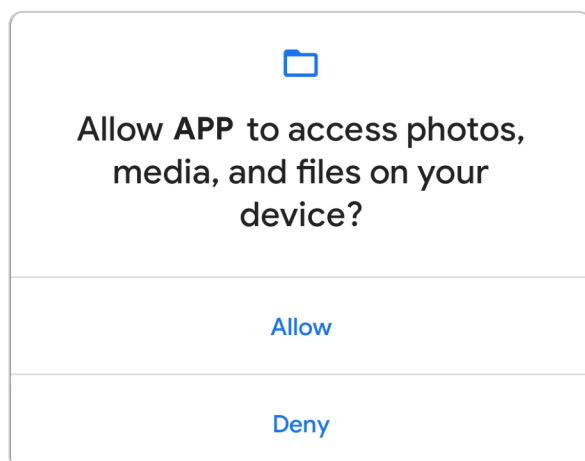 Allow APP to access photos,
media, and files on your
device?
Allow
Deny